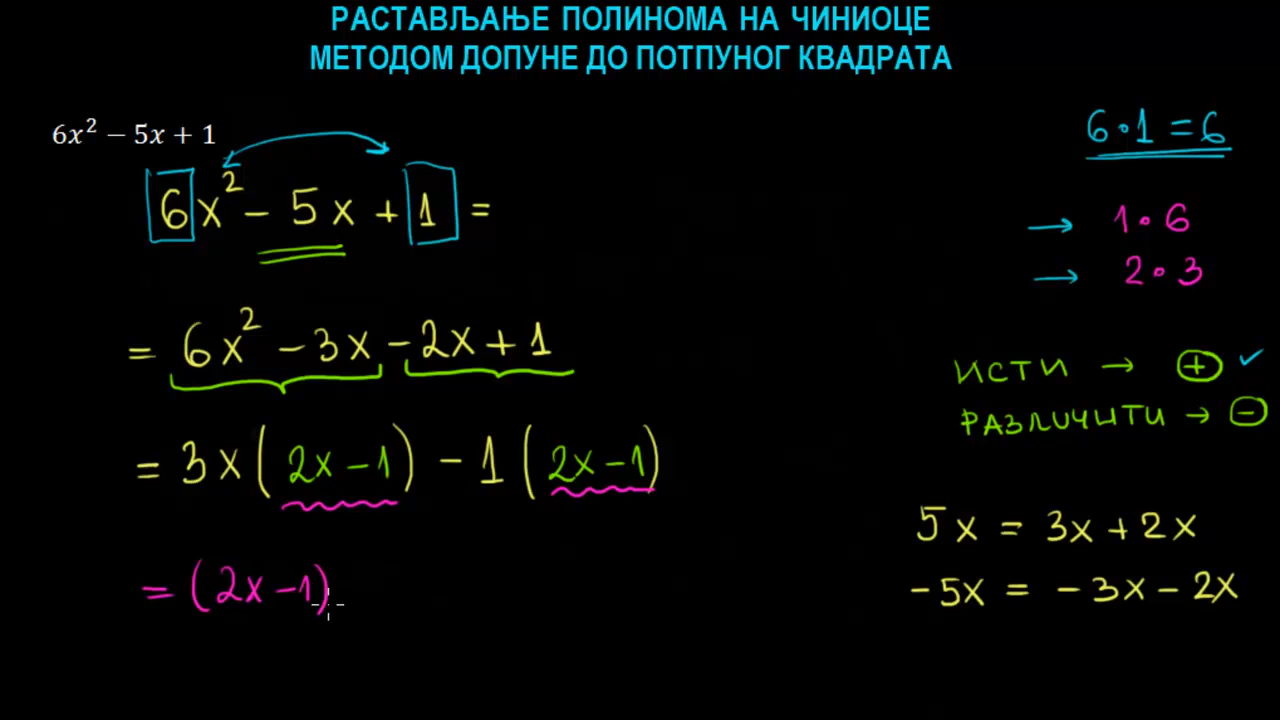 РАСТАВЉАЊЕ ПОЛИНОМА НА ЧИНИОЦЕ
МЕТОДОМ ДОПУНЕ ДО ПОТПУНОГ КВАДРАТА
6x² − 5x + 1
6x² − 5x + 1 =
= 6x² − 3x − 2x + 1
= 3x(2x − 1) − 1(2x − 1)
= (2x − 1)
6 · 1 = 6
→ 1 · 6
→ 2 · 3
ИСТИ → ⊕ ✓
РАЗЛИЧИТИ → ⊖
5x = 3x + 2x
−5x = −3x − 2x